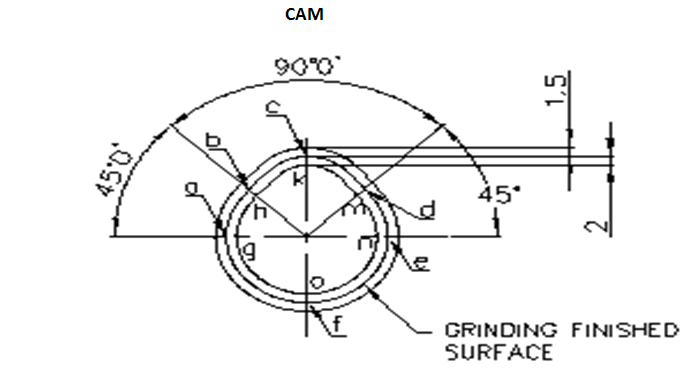 CAM
90°0'
c
1,5
b
45°0'
k
a
h
m
d
45°
2
g
n
e
o
f
GRINDING FINISHED
SURFACE